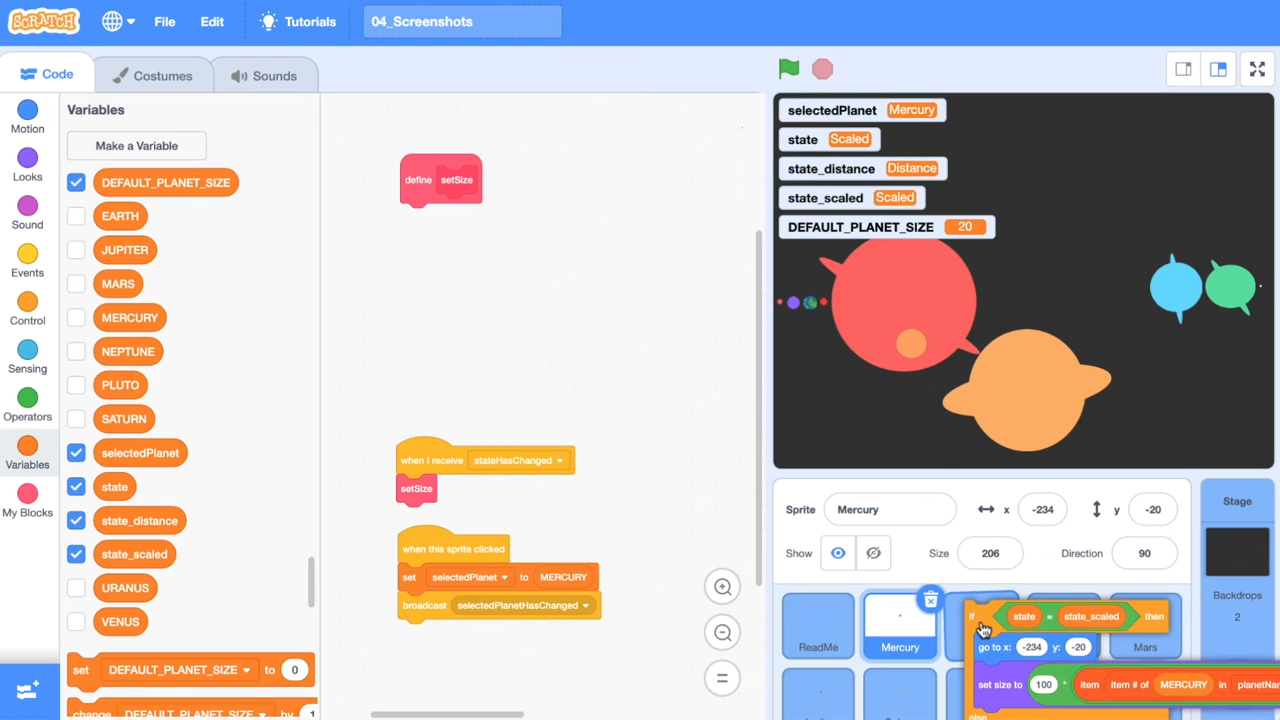 SCRATCH File Edit Tutorials 04_Screenshots
Code Costumes Sounds
Motion
Looks
Sound
Events
Control
Sensing
Operators
Variables
My Blocks
Variables
Make a Variable
DEFAULT_PLANET_SIZE
EARTH
JUPITER
MARS
MERCURY
NEPTUNE
PLUTO
SATURN
selectedPlanet
state
state_distance
state_scaled
URANUS
VENUS
set DEFAULT_PLANET_SIZE to 0
change DEFAULT_PLANET_SIZE by 1
define setSize
when I receive stateHasChanged
setSize
when this sprite clicked
set selectedPlanet to MERCURY
broadcast selectedPlanetHasChanged
selectedPlanet Mercury
state Scaled
state_distance Distance
state_scaled Scaled
DEFAULT_PLANET_SIZE 20
Sprite Mercury x -234 y -20
Show Size 206 Direction 90
ReadMe
Mercury
Mars
if state = state_scaled then
go to x: -234 y: -20
set size to 100 * item item # of MERCURY in
else
Stage
Backdrops
2